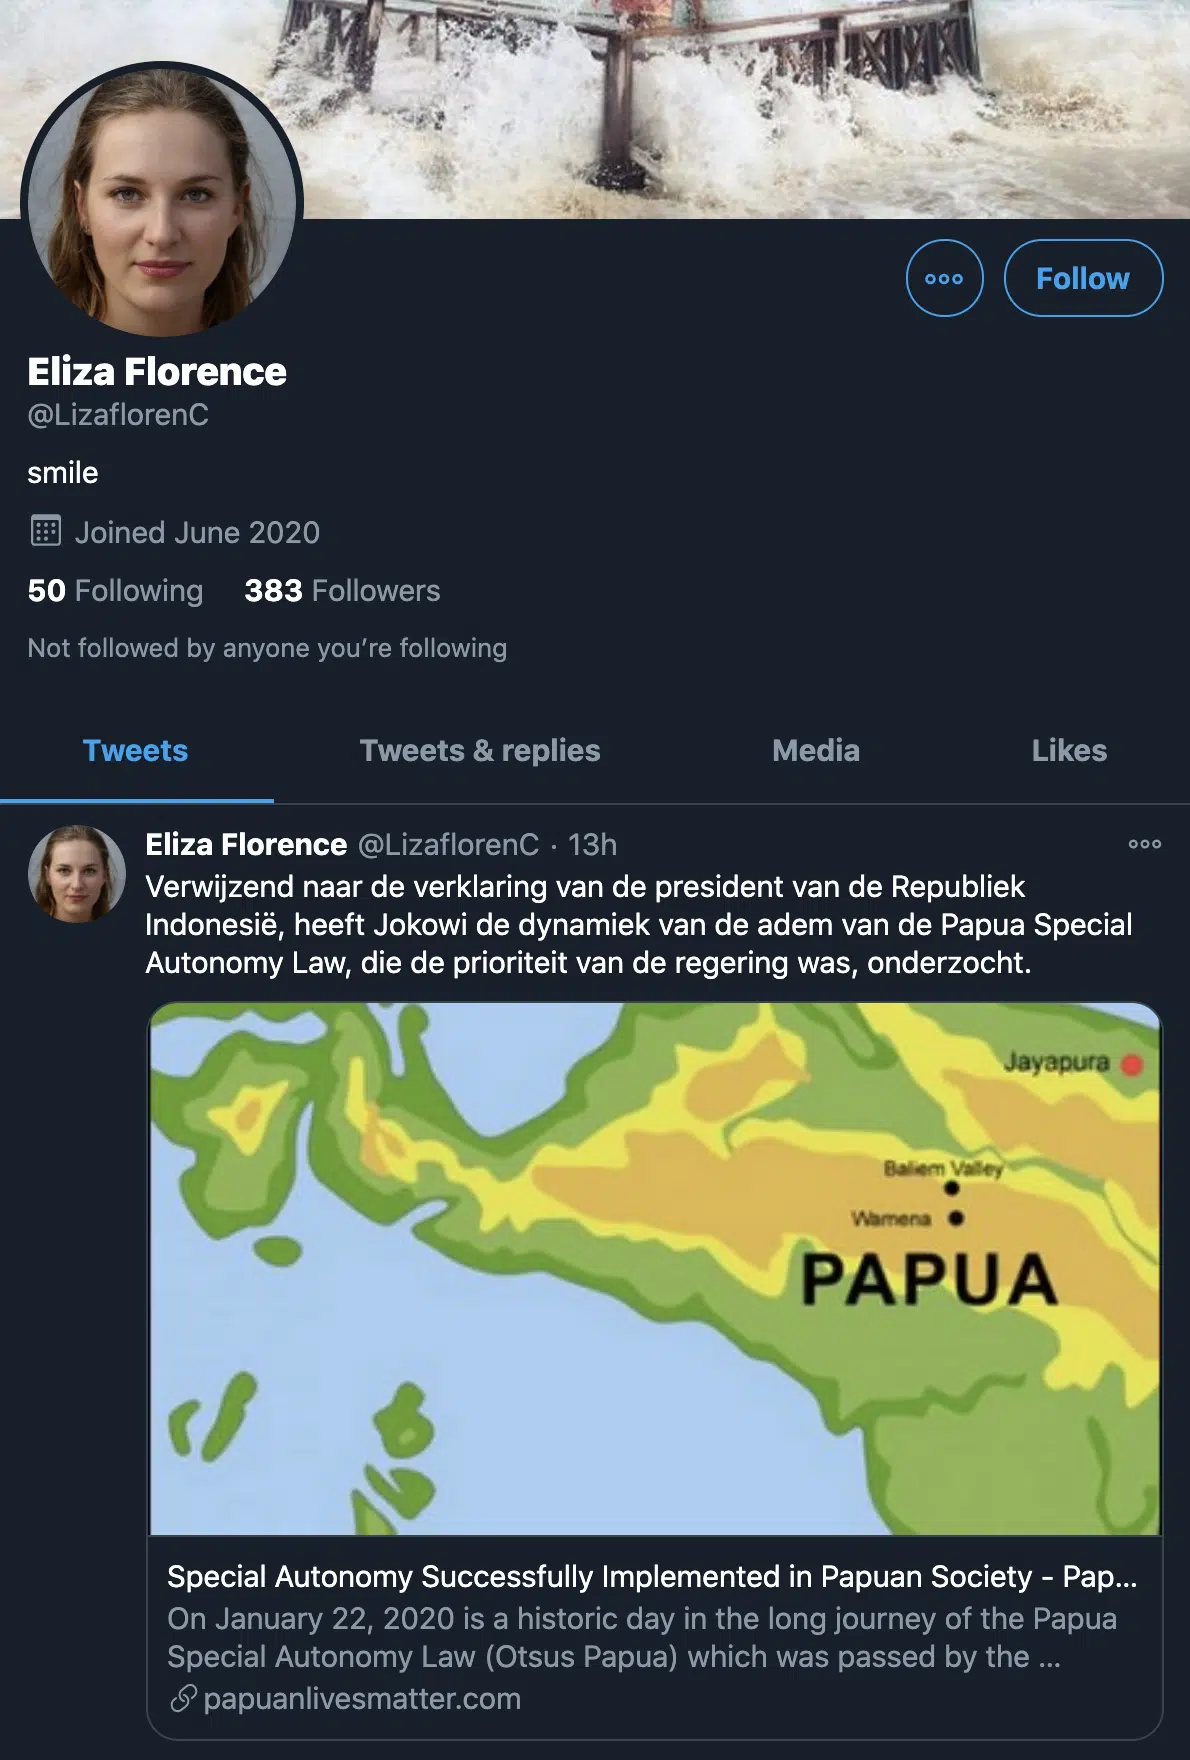 Follow
Eliza Florence
@LizaflorenC
smile
Joined June 2020
50 Following 383 Followers
Not followed by anyone you’re following
Tweets Tweets & replies Media Likes
Eliza Florence @LizaflorenC · 13h
Verwijzend naar de verklaring van de president van de Republiek
Indonesië, heeft Jokowi de dynamiek van de adem van de Papua Special
Autonomy Law, die de prioriteit van de regering was, onderzocht.
Jayapura
Baliem Valley
Wamena
PAPUA
Special Autonomy Successfully Implemented in Papuan Society - Pap...
On January 22, 2020 is a historic day in the long journey of the Papua
Special Autonomy Law (Otsus Papua) which was passed by the ...
papuanlivesmatter.com